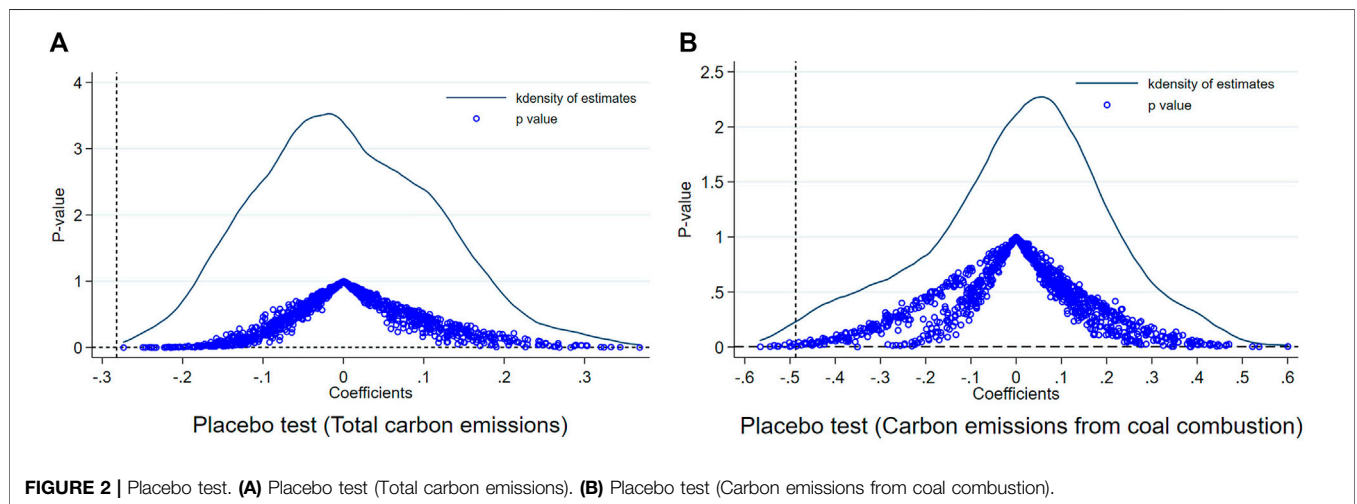 A
4
3
2
1
0
P-value
kdensity of estimates
p value
-.3 -.2 -.1 0 .1 .2 .3
Coefficients
Placebo test (Total carbon emissions)
B
2.5
2
1.5
1
.5
0
P-value
kdensity of estimates
p value
-.6 -.5 -.4 -.3 -.2 -.1 0 .1 .2 .3 .4 .5 .6
Coefficients
Placebo test (Carbon emissions from coal combustion)
FIGURE 2 | Placebo test. (A) Placebo test (Total carbon emissions). (B) Placebo test (Carbon emissions from coal combustion).